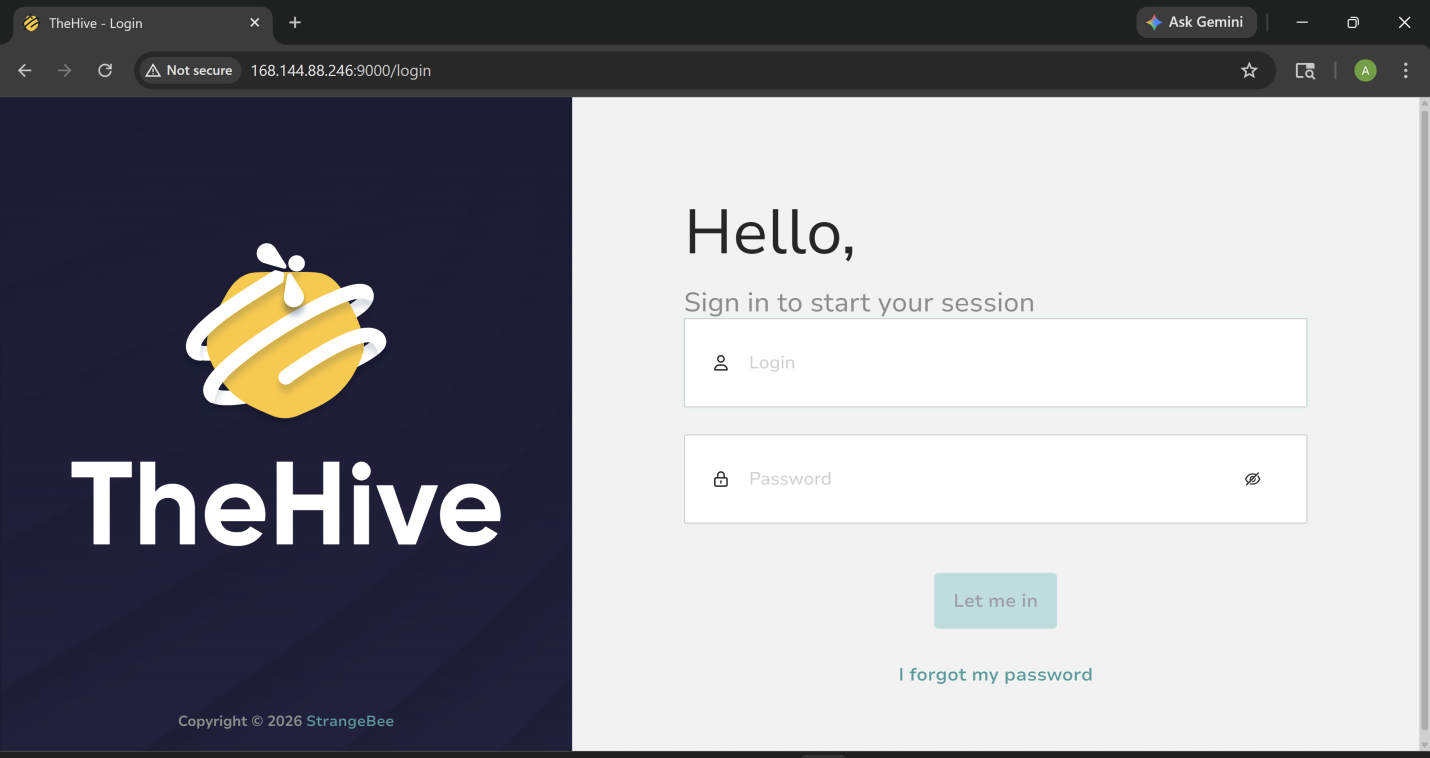 TheHive - Login
Ask Gemini
Not secure
168.144.88.246:9000/login
A
TheHive
Copyright © 2026 StrangeBee
Hello,
Sign in to start your session
Login
Password
Let me in
I forgot my password